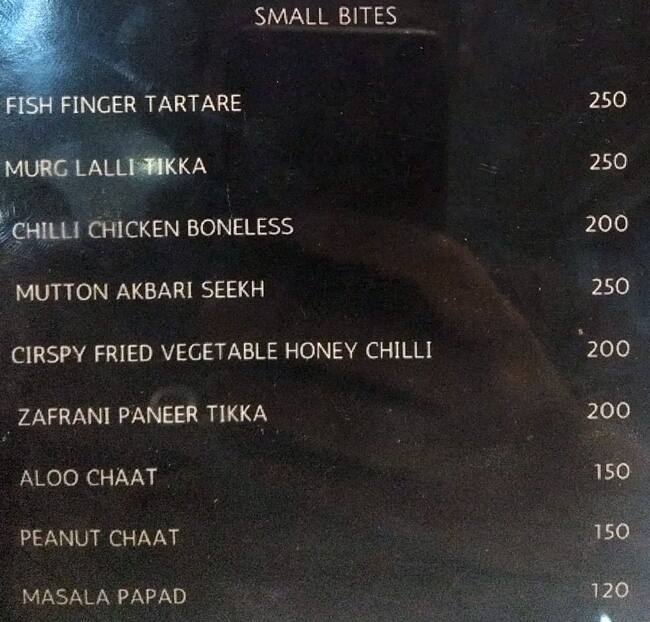 SMALL BITES
FISH FINGER TARTARE 250
MURG LALLI TIKKA 250
CHILLI CHICKEN BONELESS 200
MUTTON AKBARI SEEKH 250
CIRSPY FRIED VEGETABLE HONEY CHILLI 200
ZAFRANI PANEER TIKKA 200
ALOO CHAAT 150
PEANUT CHAAT 150
MASALA PAPAD 120